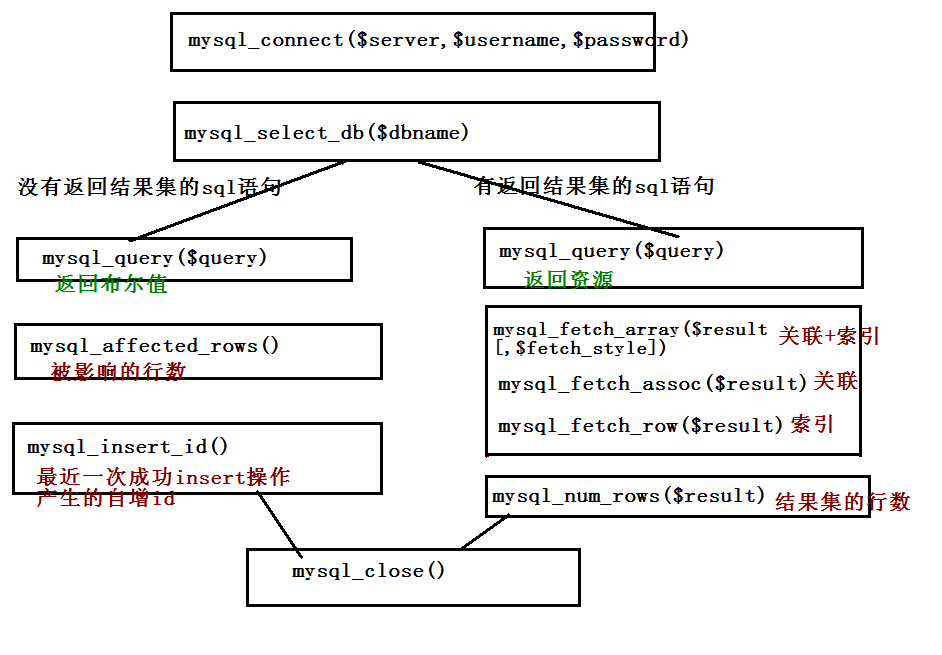 mysql_connect($server,$username,$password)
mysql_select_db($dbname)
没有返回结果集的sql语句
有返回结果集的sql语句
mysql_query($query)
返回布尔值
mysql_query($query)
返回资源
mysql_affected_rows()
被影响的行数
mysql_fetch_array($result
[,$fetch_style])
关联+索引
mysql_fetch_assoc($result)
关联
mysql_fetch_row($result)
索引
mysql_insert_id()
最近一次成功insert操作
产生的自增id
mysql_num_rows($result)
结果集的行数
mysql_close()